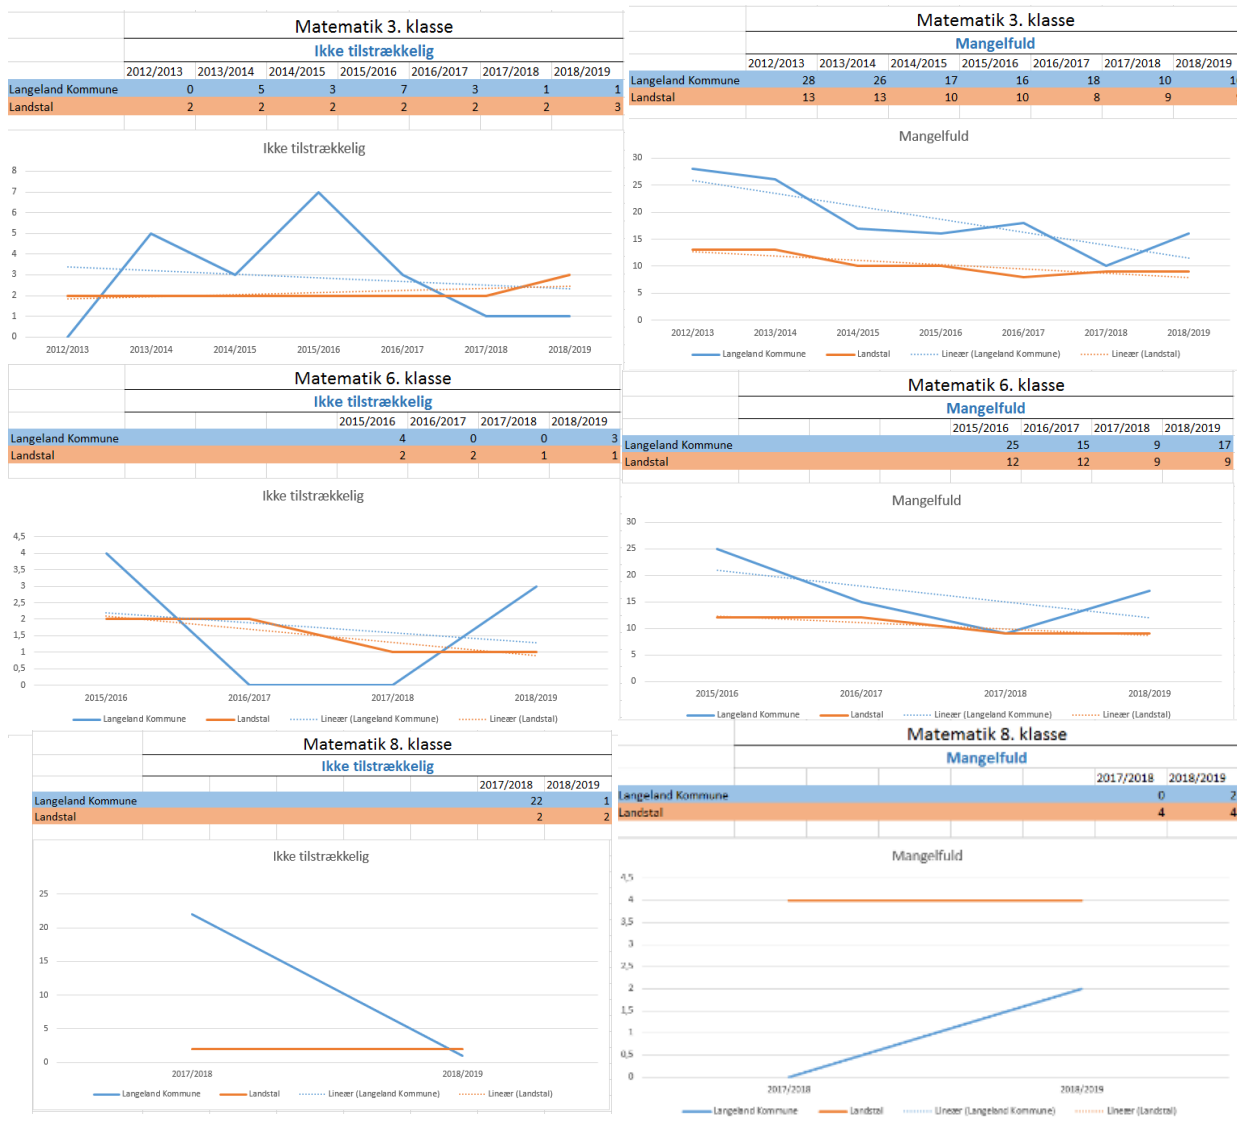 Matematik 3. klasse
Ikke tilstrækkelig
2012/2013 2013/2014 2014/2015 2015/2016 2016/2017 2017/2018 2018/2019
Langeland Kommune 0 5 3 7 3 1 1
Landstal 2 2 2 2 2 2 3
Ikke tilstrækkelig
8
7
6
5
4
3
2
1
0
2012/2013 2013/2014 2014/2015 2015/2016 2016/2017 2017/2018 2018/2019
Matematik 3. klasse
Mangelfuld
2012/2013 2013/2014 2014/2015 2015/2016 2016/2017 2017/2018 2018/2019
Langeland Kommune 28 26 17 16 18 10
Landstal 13 13 10 10 8 9
Mangelfuld
30
25
20
15
10
5
0
2012/2013 2013/2014 2014/2015 2015/2016 2016/2017 2017/2018 2018/2019
Langeland Kommune Landstal Lineær (Langeland Kommune) Lineær (Landstal)
Matematik 6. klasse
Ikke tilstrækkelig
2015/2016 2016/2017 2017/2018 2018/2019
Langeland Kommune 4 0 0 3
Landstal 2 2 1 1
Ikke tilstrækkelig
4,5
4
3,5
3
2,5
2
1,5
1
0,5
0
2015/2016 2016/2017 2017/2018 2018/2019
Langeland Kommune Landstal Lineær (Langeland Kommune) Lineær (Landstal)
Matematik 6. klasse
Mangelfuld
2015/2016 2016/2017 2017/2018 2018/2019
Langeland Kommune 25 15 9 17
Landstal 12 12 9 9
Mangelfuld
30
25
20
15
10
5
0
2015/2016 2016/2017 2017/2018 2018/2019
Langeland Kommune Landstal Lineær (Langeland Kommune) Lineær (Landstal)
Matematik 8. klasse
Ikke tilstrækkelig
2017/2018 2018/2019
Langeland Kommune 22 1
Landstal 2 2
Ikke tilstrækkelig
25
20
15
10
5
0
2017/2018 2018/2019
Langeland Kommune Landstal Lineær (Langeland Kommune) Lineær (Landstal)
Matematik 8. klasse
Mangelfuld
2017/2018 2018/2019
Langeland Kommune 0 2
Landstal 4 4
Mangelfuld
4,5
4
3,5
3
2,5
2
1,5
1
0,5
0
2017/2018 2018/2019
Langeland Kommune Landstal Lineær (Langeland Kommune) Lineær (Landstal)